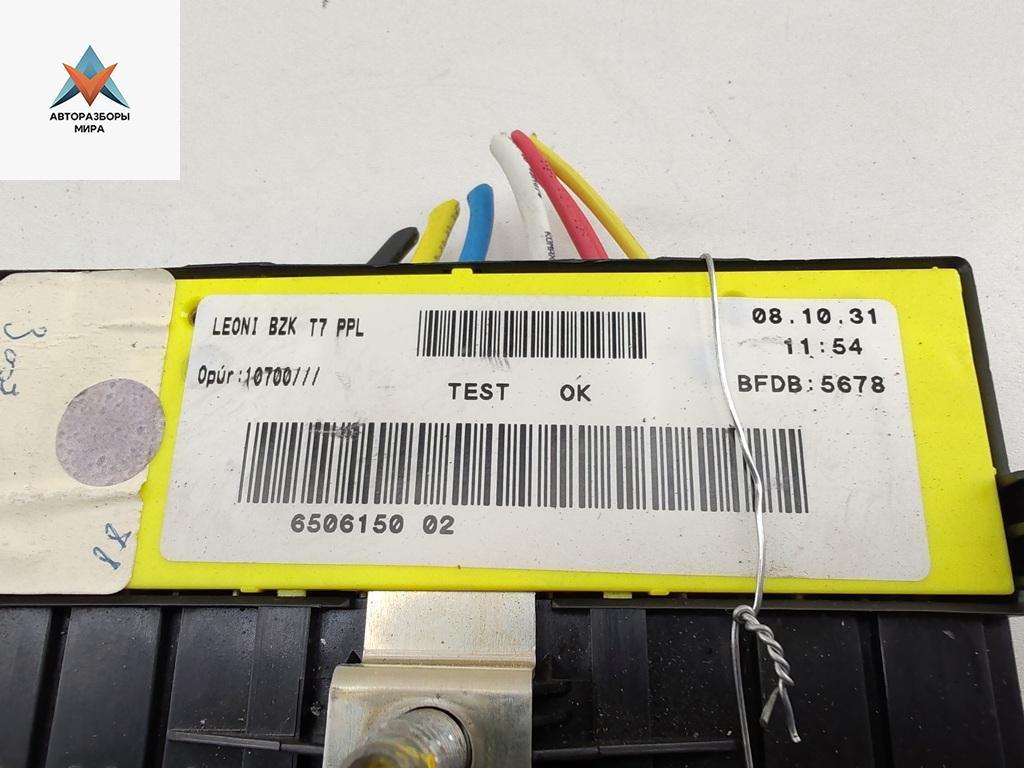 АВТОРАЗБОРЫ
МИРА
LEONI BZK T7 PPL
08.10.31
11:54
Opúr:10700///
TEST OK
BFDB:5678
6506150 02
88